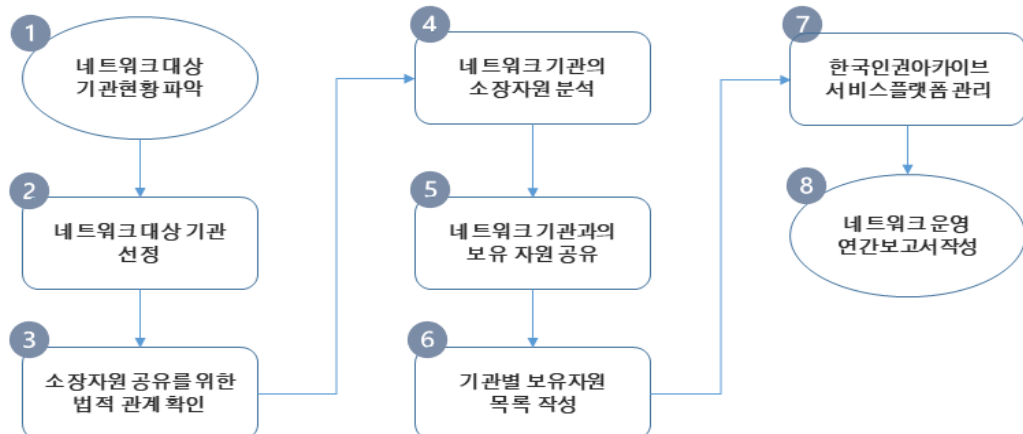 1
네트워크 대상
기관현황 파악
2
네트워크 대상 기관
선정
3
소장자원 공유를 위한
법적 관계 확인
4
네트워크 기관의
소장자원 분석
5
네트워크 기관과의
보유 자원 공유
6
기관별 보유자원
목록 작성
7
한국인권아카이브
서비스플랫폼 관리
8
네트워크 운영
연간보고서작성